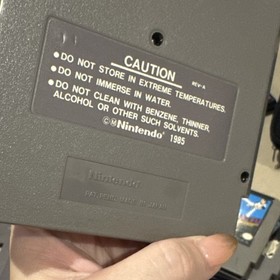 CAUTION
REV-A
•DO NOT STORE IN EXTREME TEMPERATURES.
•DO NOT IMMERSE IN WATER.
•DO NOT CLEAN WITH BENZENE, THINNER,
ALCOHOL OR OTHER SUCH SOLVENTS.
©Ⓜ Nintendo® 1985
Nintendo